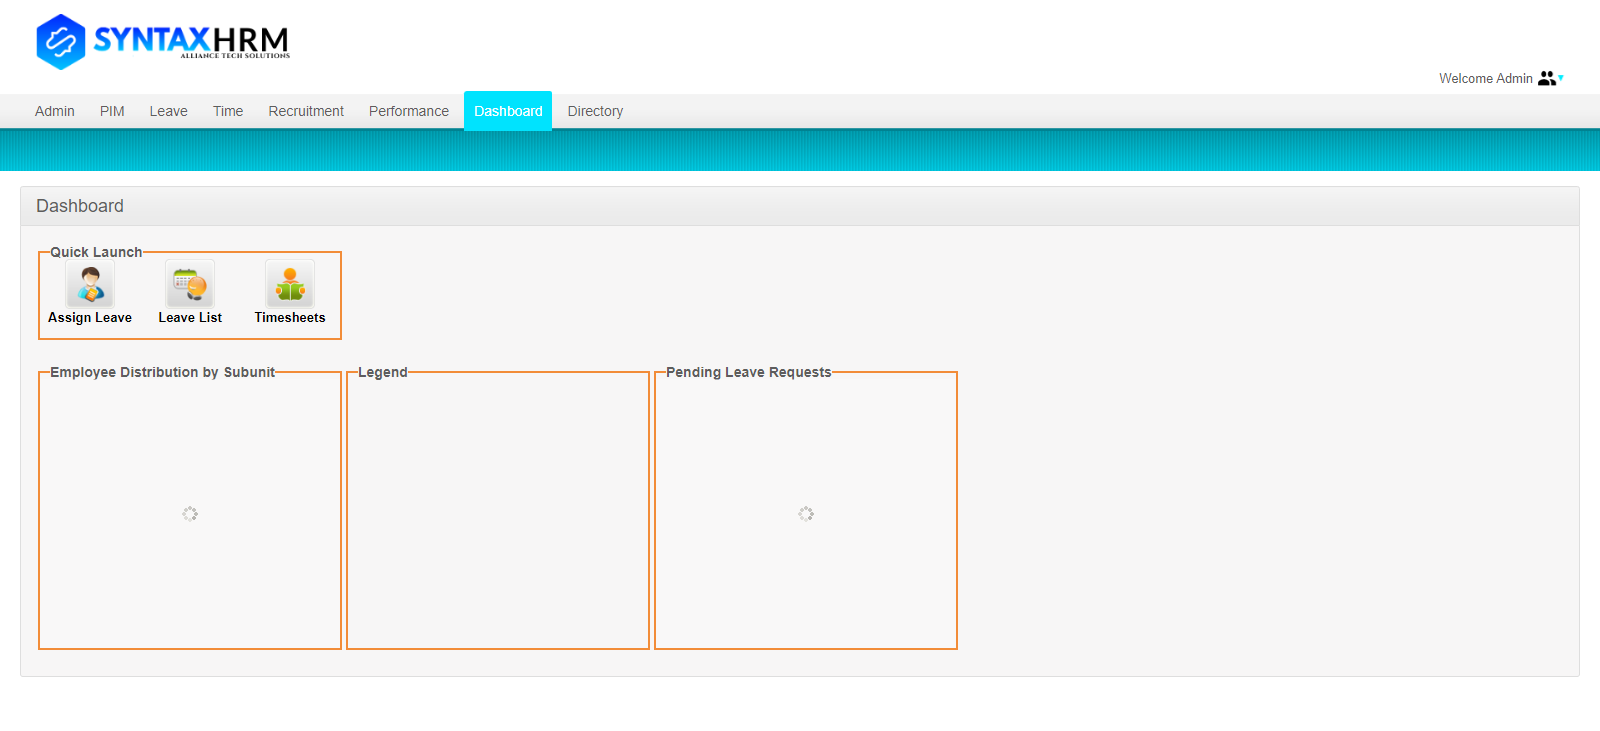 SYNTAXHRM
ALLIANCE TECH SOLUTIONS
Welcome Admin
Admin PIM Leave Time Recruitment Performance Dashboard Directory
Dashboard
Quick Launch
Assign Leave Leave List Timesheets
Employee Distribution by Subunit Legend Pending Leave Requests